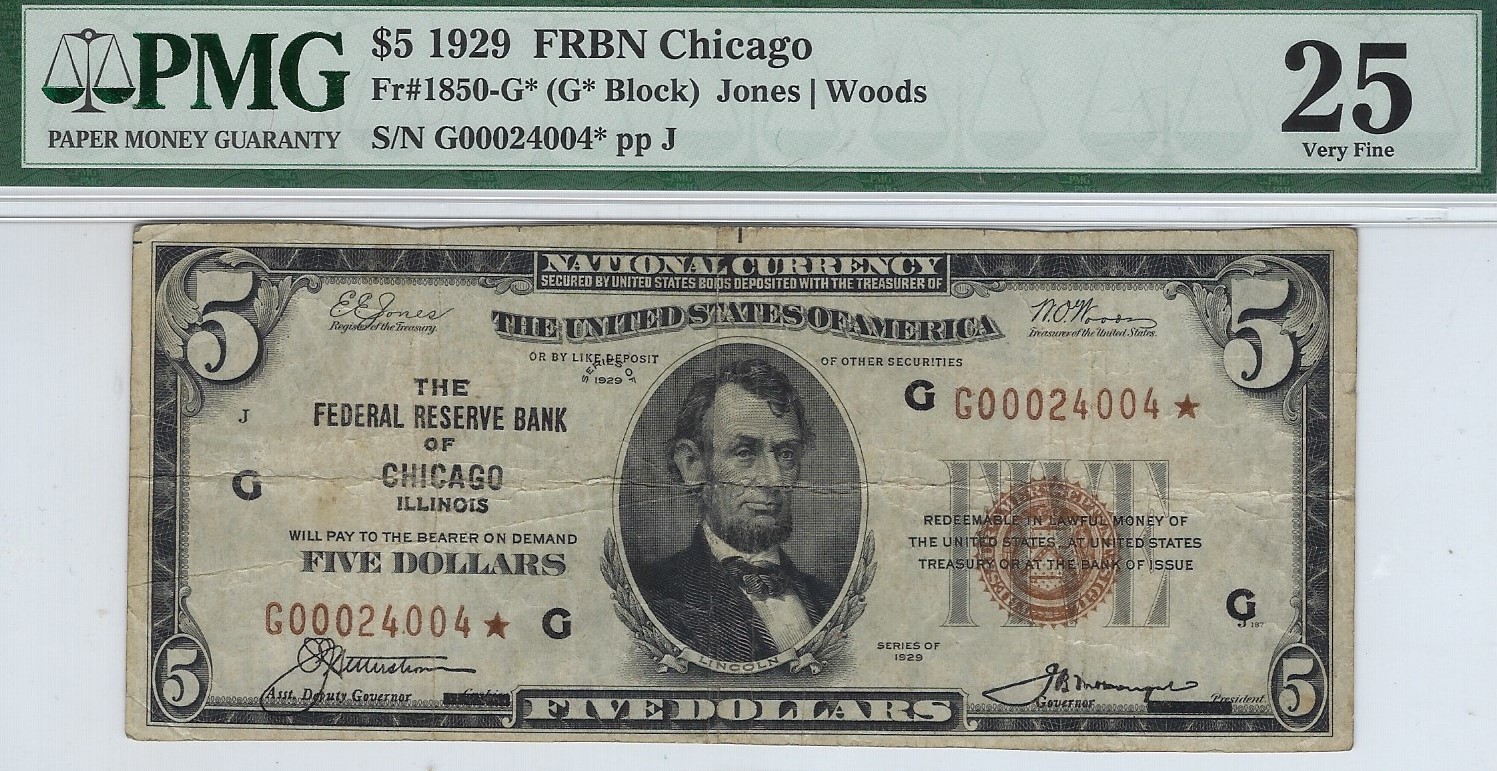 PMG
PAPER MONEY GUARANTY
$5 1929 FRBN Chicago
Fr#1850-G* (G* Block) Jones | Woods
S/N G00024004* pp J
25
Very Fine
5
NATIONAL CURRENCY
SECURED BY UNITED STATES BONDS DEPOSITED WITH THE TREASURER OF
5
E E Jones
Register of the Treasury.
THE UNITED STATES OF AMERICA
W.O. Woods
Treasurer of the United States.
OR BY LIKE DEPOSIT
OF OTHER SECURITIES
SERIES OF
1929
THE
FEDERAL RESERVE BANK
OF
CHICAGO
ILLINOIS
J
G
G G00024004 ★
WILL PAY TO THE BEARER ON DEMAND
FIVE DOLLARS
FIVE
REDEEMABLE IN LAWFUL MONEY OF
THE UNITED STATES AT UNITED STATES
TREASURY OR AT THE BANK OF ISSUE
G00024004 ★ G
G
J 187
LINCOLN
SERIES OF
1929
5
Asst. Deputy Governor
Governor
President
5
FIVE DOLLARS